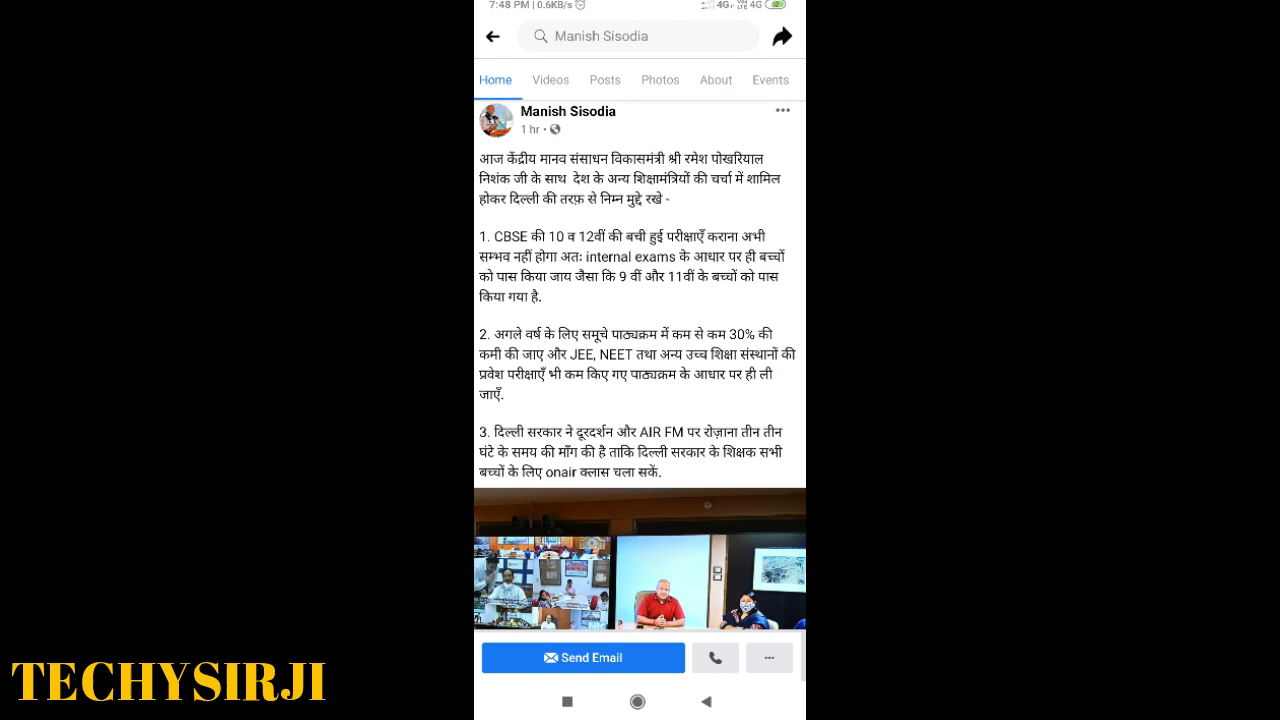 7:48 PM | 0.6KB/s
4G 4G
Manish Sisodia
Home Videos Posts Photos About Events
Manish Sisodia
1 hr
आज केंद्रीय मानव संसाधन विकासमंत्री श्री रमेश पोखरियाल
निशंक जी के साथ देश के अन्य शिक्षामंत्रियों की चर्चा में शामिल
होकर दिल्ली की तरफ़ से निम्न मुद्दे रखे -
1. CBSE की 10 व 12वीं की बची हुई परीक्षाएँ कराना अभी
सम्भव नहीं होगा अतः internal exams के आधार पर ही बच्चों
को पास किया जाय जैसा कि 9 वीं और 11वीं के बच्चों को पास
किया गया है.
2. अगले वर्ष के लिए समूचे पाठ्यक्रम में कम से कम 30% की
कमी की जाए और JEE, NEET तथा अन्य उच्च शिक्षा संस्थानों की
प्रवेश परीक्षाएँ भी कम किए गए पाठ्यक्रम के आधार पर ही ली
जाएँ.
3. दिल्ली सरकार ने दूरदर्शन और AIR FM पर रोज़ाना तीन तीन
घंटे के समय की माँग की है ताकि दिल्ली सरकार के शिक्षक सभी
बच्चों के लिए onair क्लास चला सकें.
Send Email
TECHYSIRJI